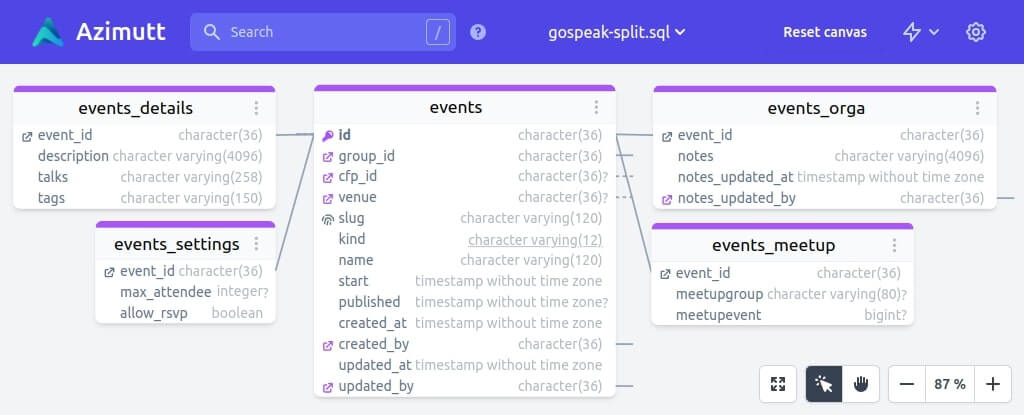 Azimutt
Search
/
?
gospeak-split.sql
Reset canvas
events_details
event_id character(36)
description character varying(4096)
talks character varying(258)
tags character varying(150)
events_settings
event_id character(36)
max_attendee integer?
allow_rsvp boolean
events
id character(36)
group_id character(36)
cfp_id character(36)?
venue character(36)?
slug character varying(120)
kind character varying(12)
name character varying(120)
start timestamp without time zone
published timestamp without time zone?
created_at timestamp without time zone
created_by character(36)
updated_at timestamp without time zone
updated_by character(36)
events_orga
event_id character(36)
notes character varying(4096)
notes_updated_at timestamp without time zone
notes_updated_by character(36)
events_meetup
event_id character(36)
meetupgroup character varying(80)?
meetupevent bigint?
87 %